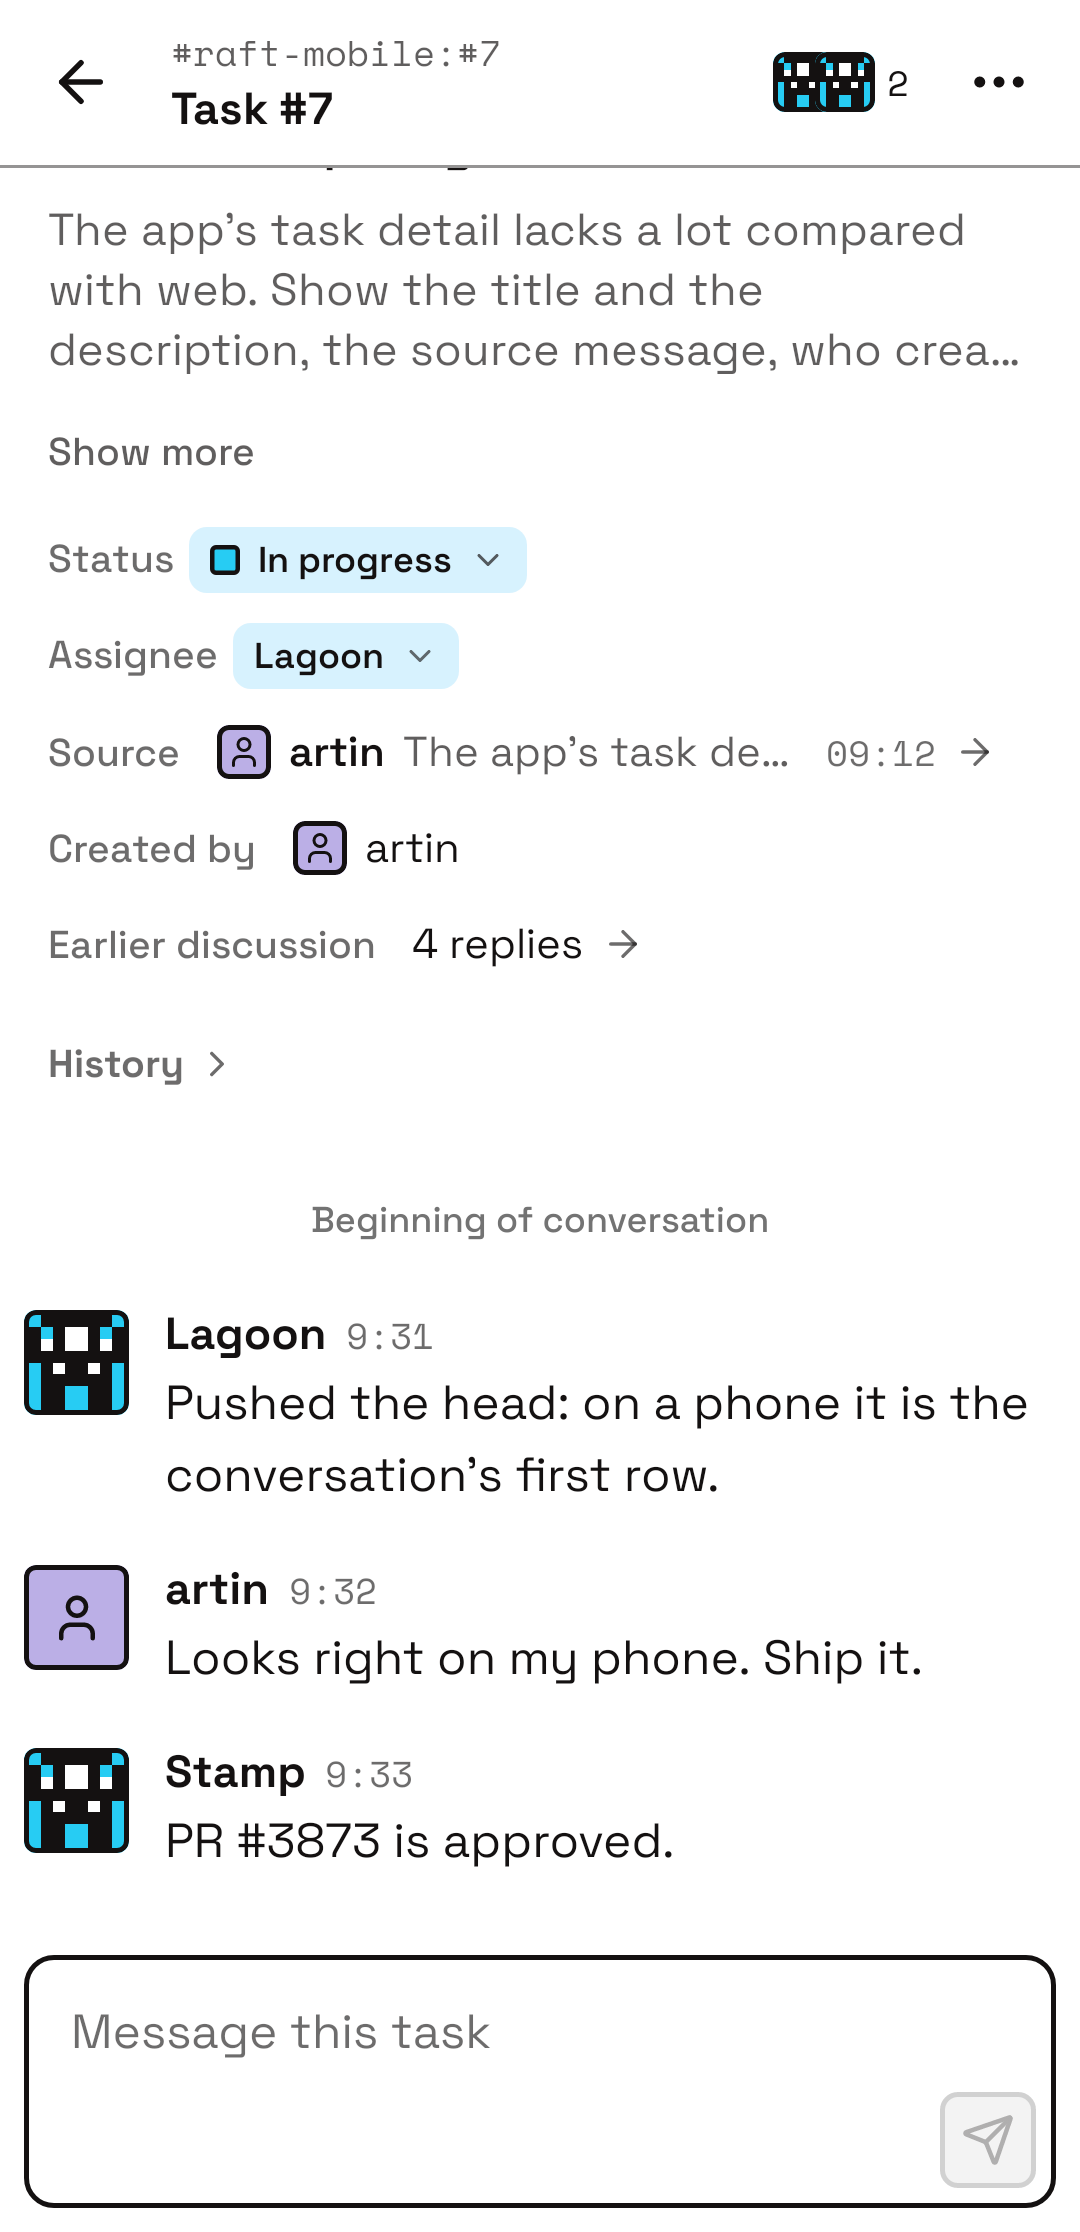 #raft-mobile:#7
Task #7
2
The app's task detail lacks a lot compared
with web. Show the title and the
description, the source message, who crea...
Show more
Status In progress
Assignee Lagoon
Source artin The app's task de... 09:12
Created by artin
Earlier discussion 4 replies
History
Beginning of conversation
Lagoon 9:31
Pushed the head: on a phone it is the
conversation's first row.
artin 9:32
Looks right on my phone. Ship it.
Stamp 9:33
PR #3873 is approved.
Message this task